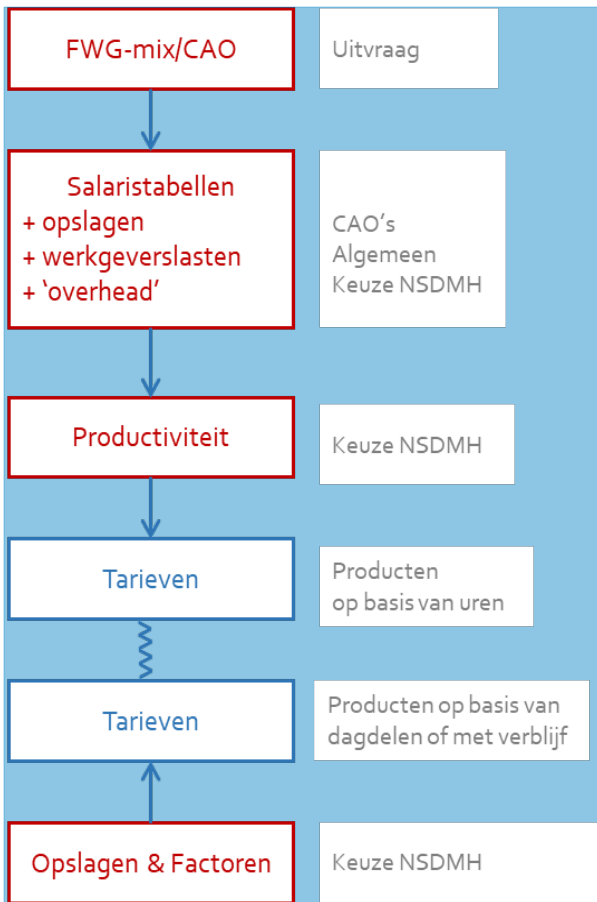 FWG-mix/CAO
Uitvraag
Salaristabellen
+ opslagen
+ werkgeverslasten
+ ‘overhead’
CAO’s
Algemeen
Keuze NSDMH
Productiviteit
Keuze NSDMH
Tarieven
Producten
op basis van uren
Tarieven
Producten op basis van
dagdelen of met verblijf
Opslagen & Factoren
Keuze NSDMH